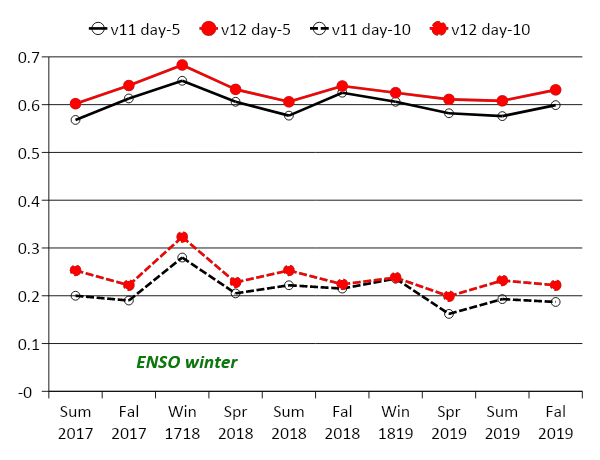 v11 day-5 v12 day-5 v11 day-10 v12 day-10
0.7
0.6
0.5
0.4
0.3
0.2
0.1
-0
ENSO winter
Sum Fal Win Spr Sum Fal Win Spr Sum Fal
2017 2017 1718 2018 2018 2018 1819 2019 2019 2019